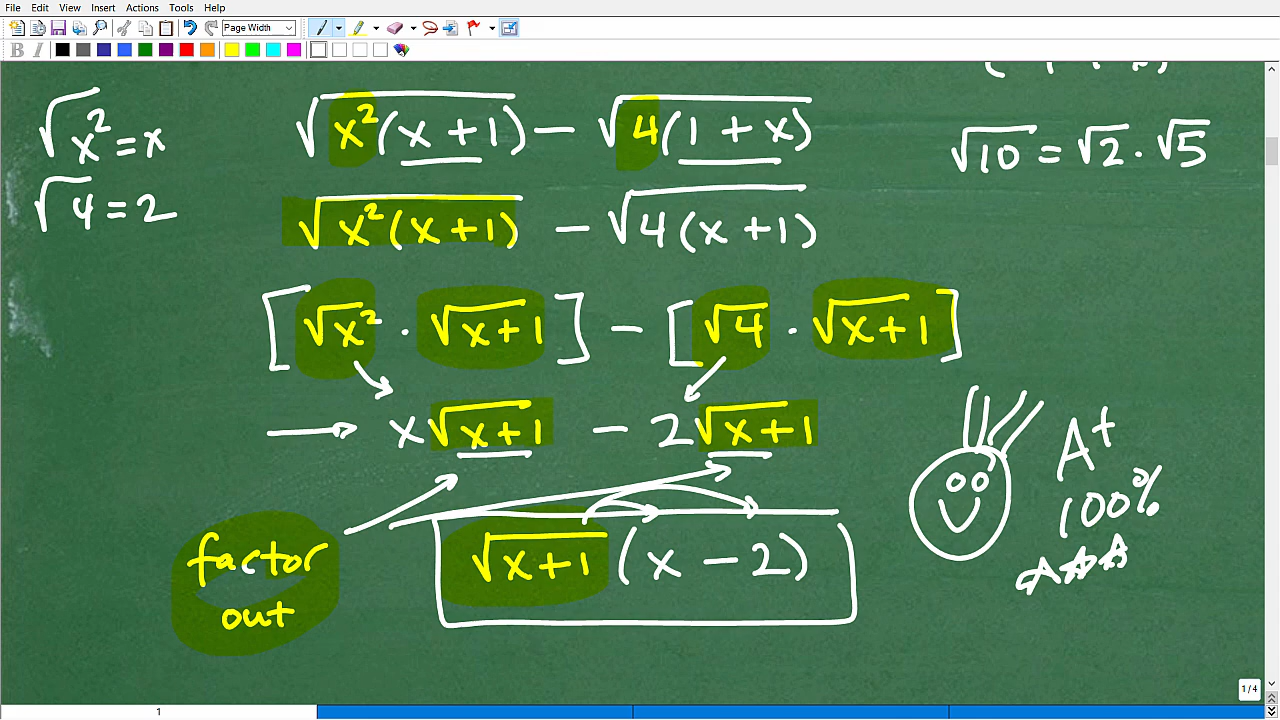 File Edit View Insert Actions Tools Help
Page Width
B I
√x² = x
√4 = 2
√x²(x + 1) − √4(1 + x)
√10 = √2 · √5
√x²(x + 1) − √4(x + 1)
[√x² · √x+1] − [√4 · √x+1]
x√x+1 − 2√x+1
A+
100%
factor
out
√x+1 (x − 2)
1/4
1